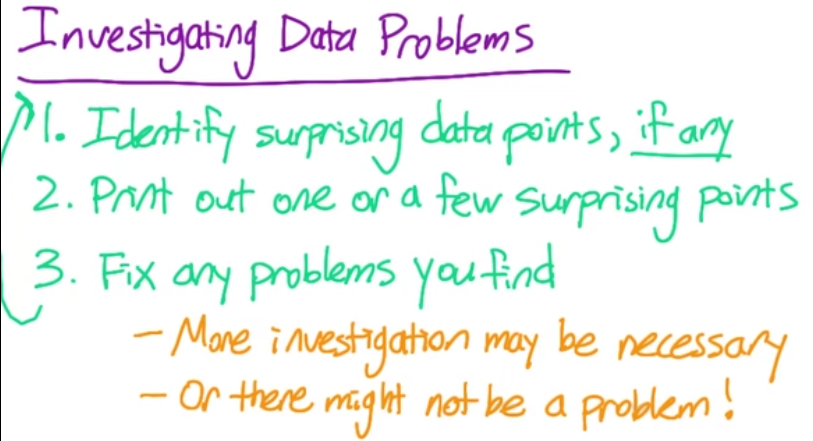 Investigating Data Problems
1. Identify surprising data points, if any
2. Print out one or a few surprising points
3. Fix any problems you find
- More investigation may be necessary
- Or there might not be a problem!